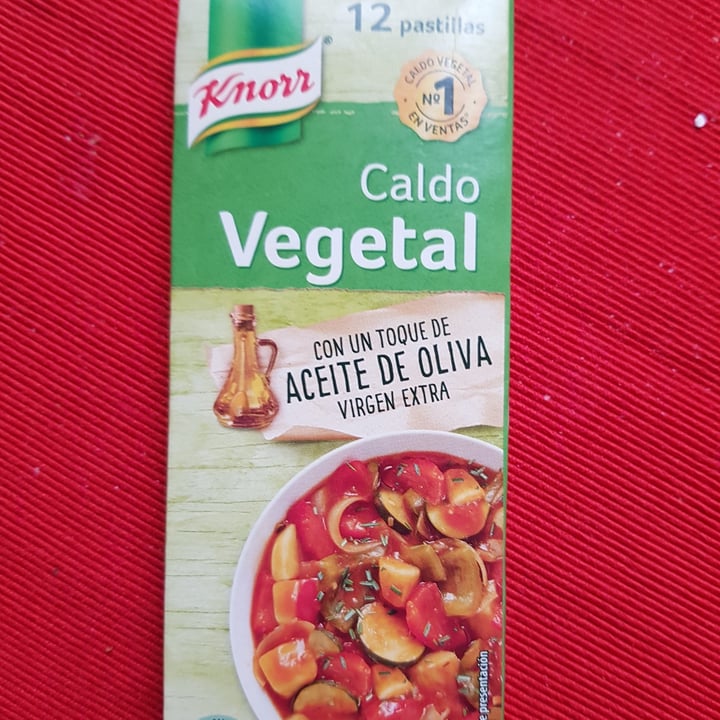 12 pastillas
Knorr®
CALDO VEGETAL
Nº1
EN VENTAS
Caldo
Vegetal
CON UN TOQUE DE
ACEITE DE OLIVA
VIRGEN EXTRA
presentación